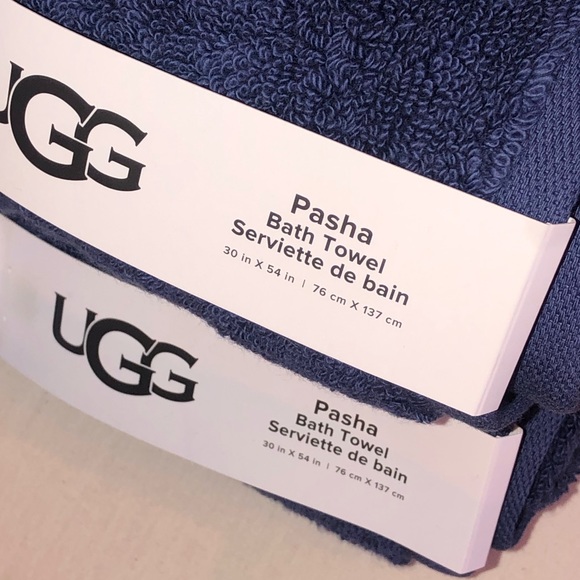 UGG
Pasha
Bath Towel
Serviette de bain
30 in X 54 in | 76 cm X 137 cm
UGG
Pasha
Bath Towel
Serviette de bain
30 in X 54 in | 76 cm X 137 cm